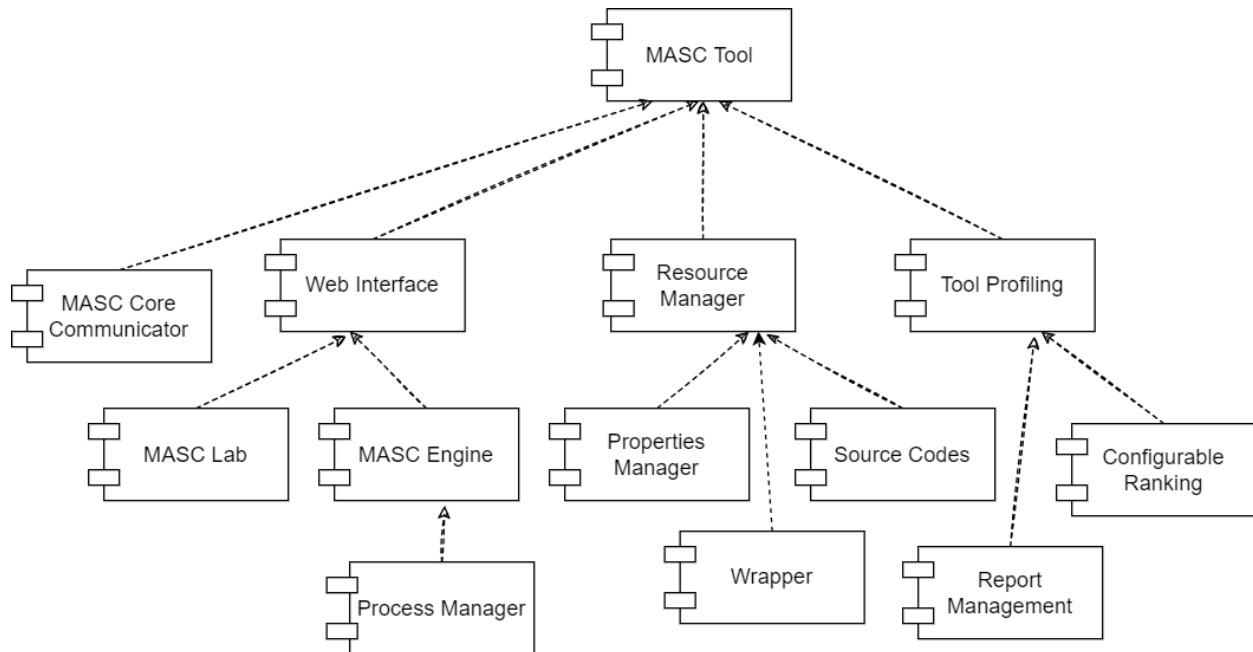 MASC Tool
MASC Core
Communicator
Web Interface
Resource
Manager
Tool Profiling
MASC Lab
MASC Engine
Properties
Manager
Source Codes
Configurable
Ranking
Process Manager
Wrapper
Report
Management